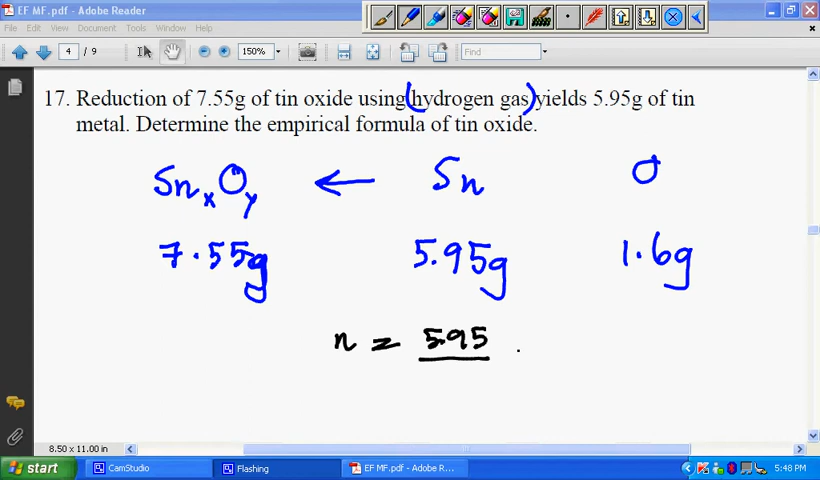 EF MF.pdf - Adobe Reader
File Edit View Document Tools Window Help
4 / 9 150% Find
17. Reduction of 7.55g of tin oxide using (hydrogen gas) yields 5.95g of tin
metal. Determine the empirical formula of tin oxide.
SnxOy ← Sn O
7.55g 5.95g 1.6g
n = 5.95
8.50 x 11.00 in
start CamStudio Flashing EF MF.pdf - Adobe R... 5:48 PM